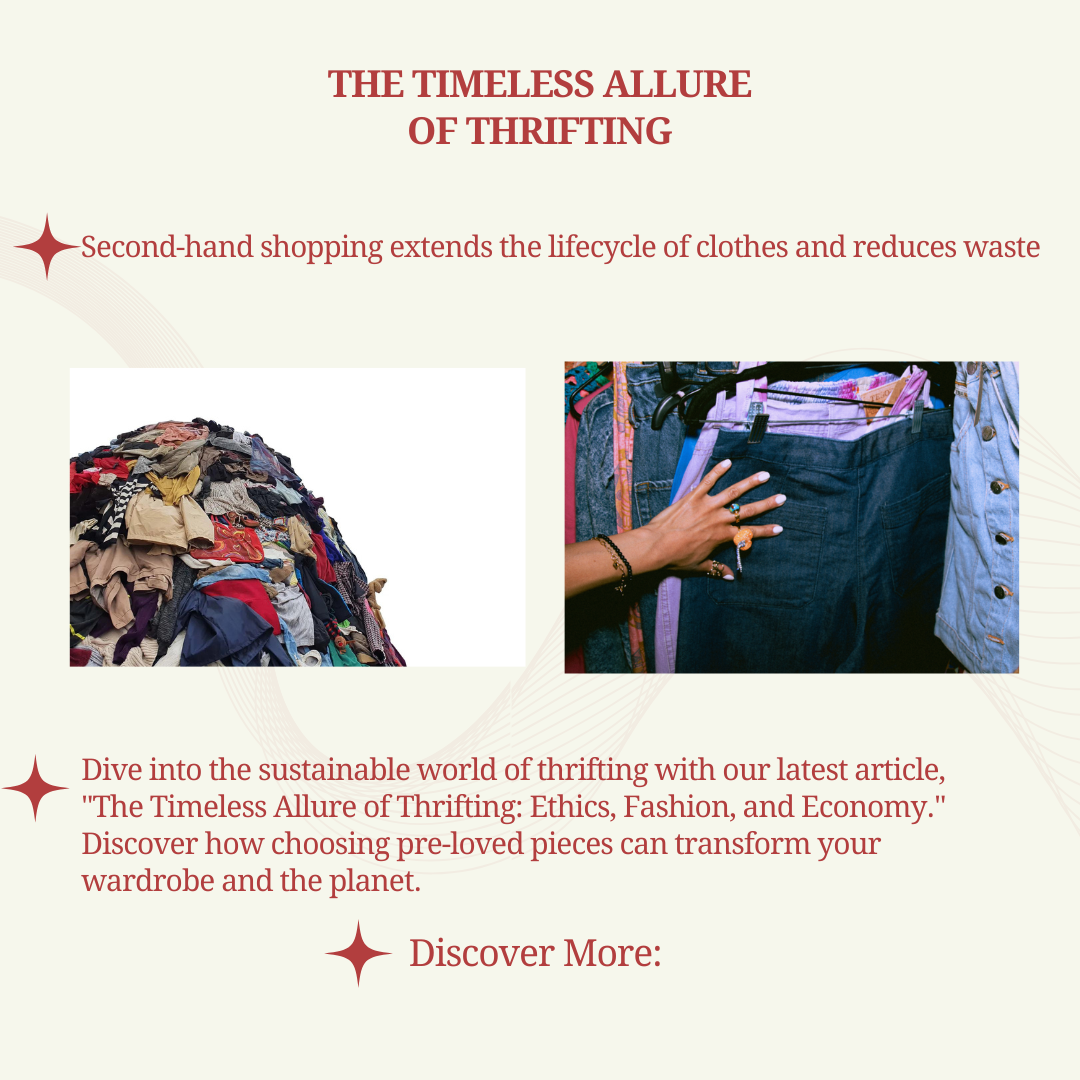 THE TIMELESS ALLURE
OF THRIFTING
Second-hand shopping extends the lifecycle of clothes and reduces waste
Dive into the sustainable world of thrifting with our latest article,
"The Timeless Allure of Thrifting: Ethics, Fashion, and Economy."
Discover how choosing pre-loved pieces can transform your
wardrobe and the planet.
Discover More: